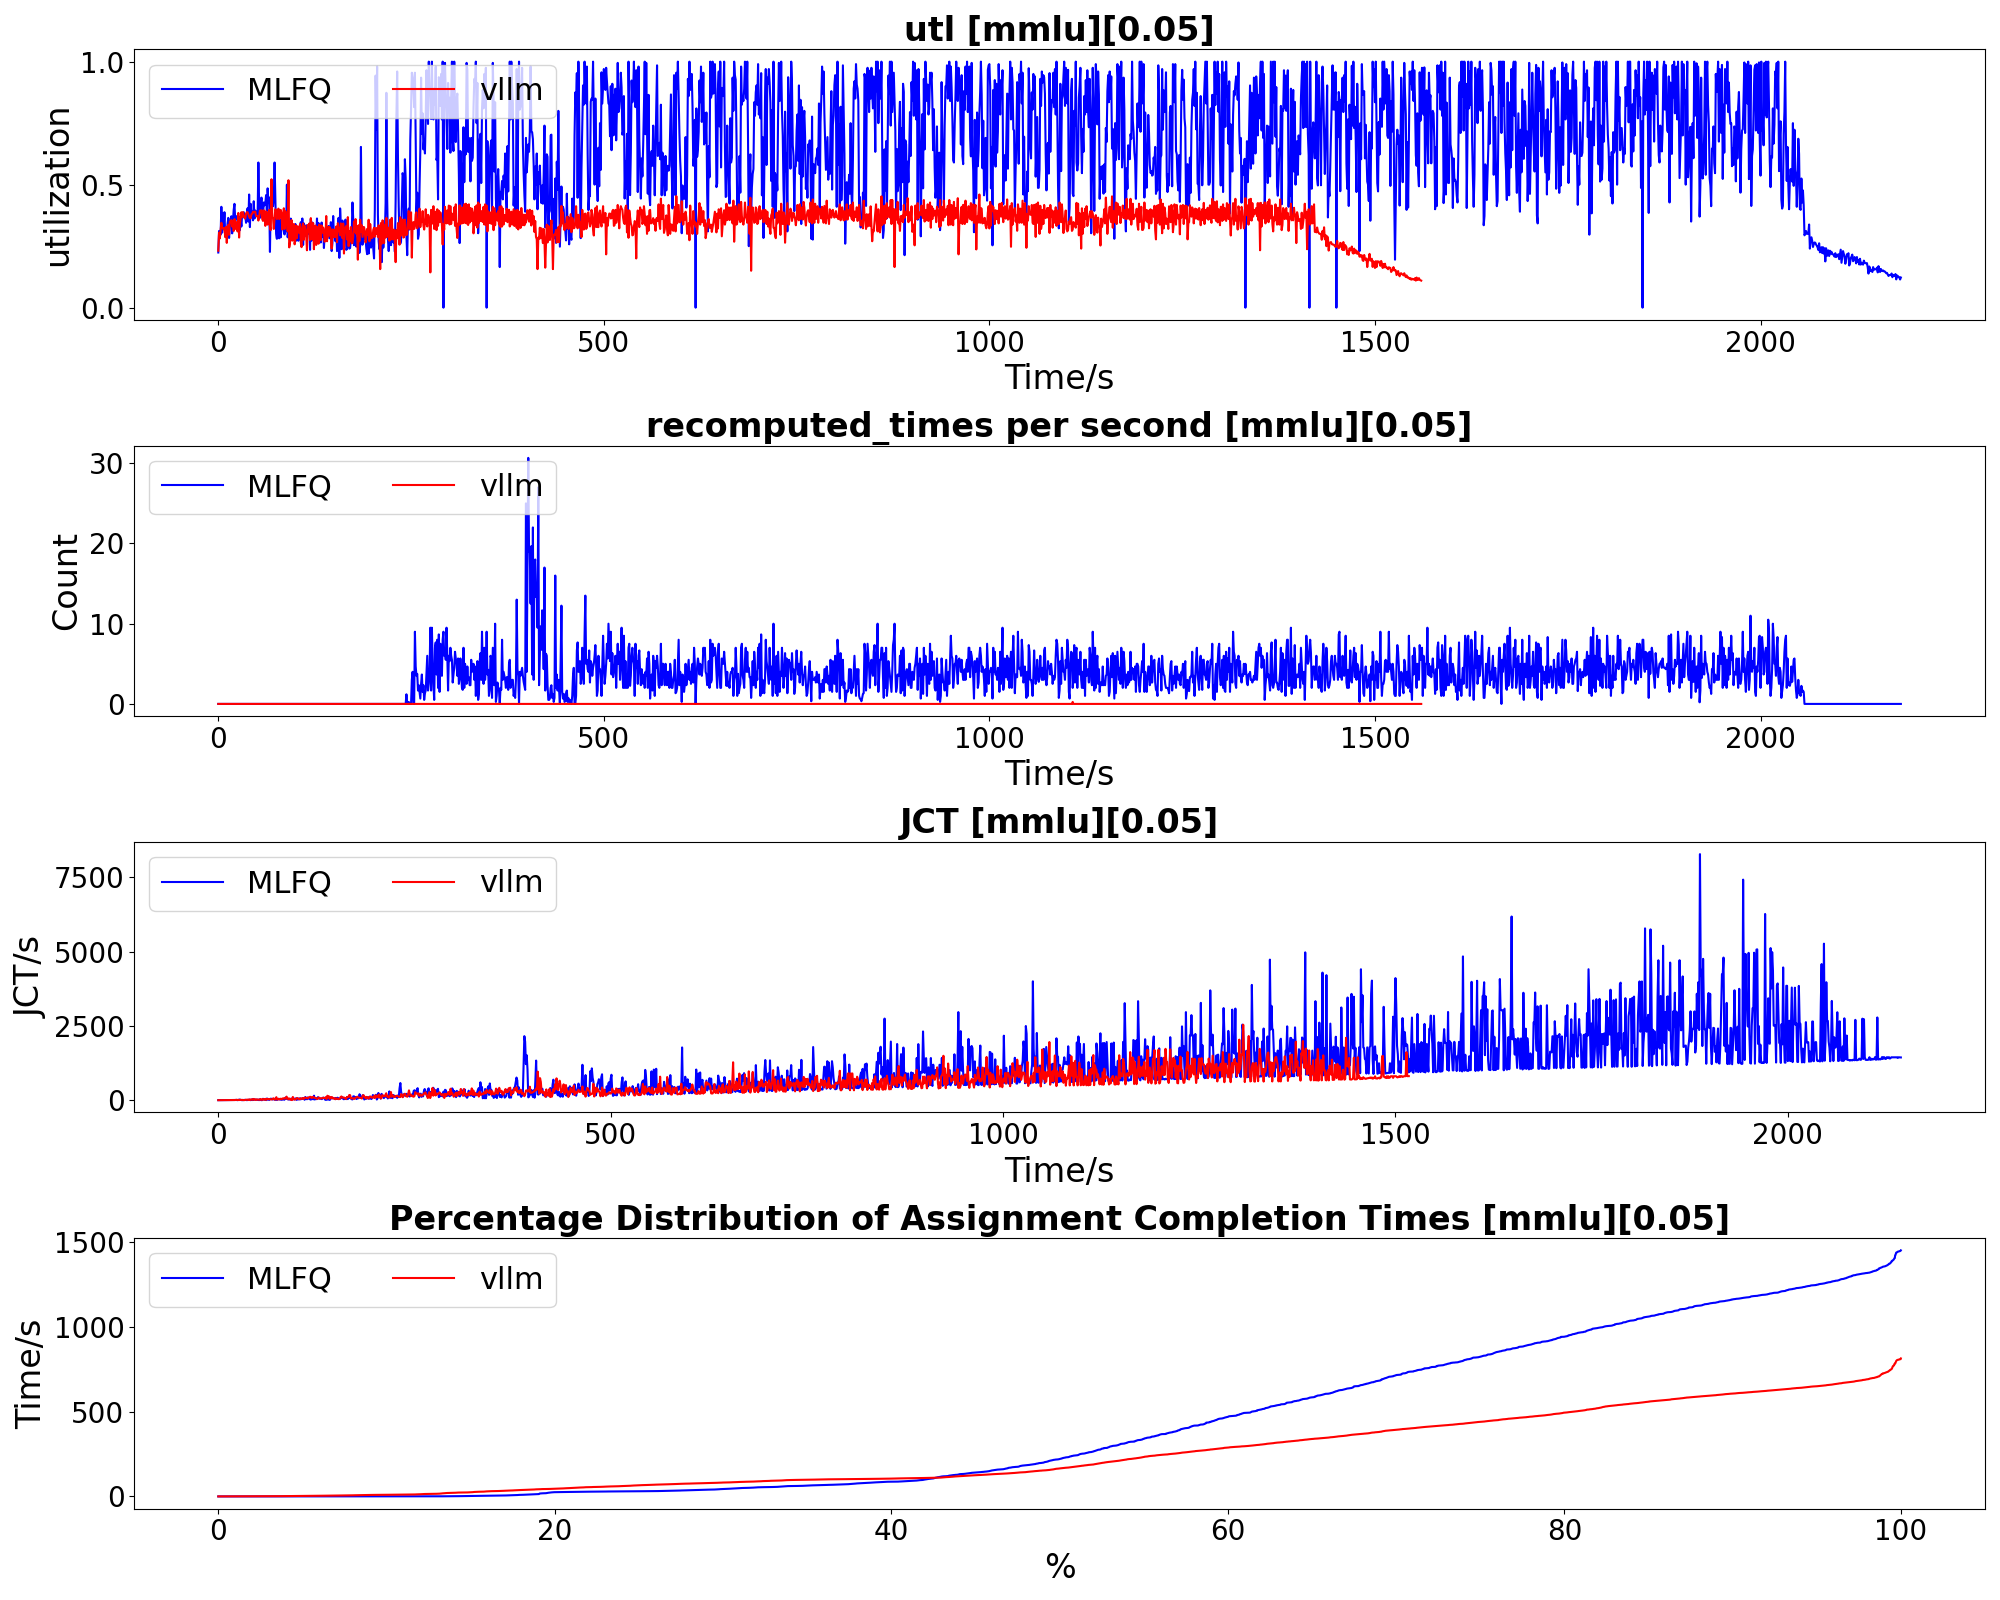 utl [mmlu][0.05]
MLFQ vllm
utilization
1.0
0.5
0.0
0 500 1000 1500 2000
Time/s
recomputed_times per second [mmlu][0.05]
MLFQ vllm
Count
30
20
10
0
0 500 1000 1500 2000
Time/s
JCT [mmlu][0.05]
MLFQ vllm
JCT/s
7500
5000
2500
0
0 500 1000 1500 2000
Time/s
Percentage Distribution of Assignment Completion Times [mmlu][0.05]
MLFQ vllm
Time/s
1500
1000
500
0
0 20 40 60 80 100
%